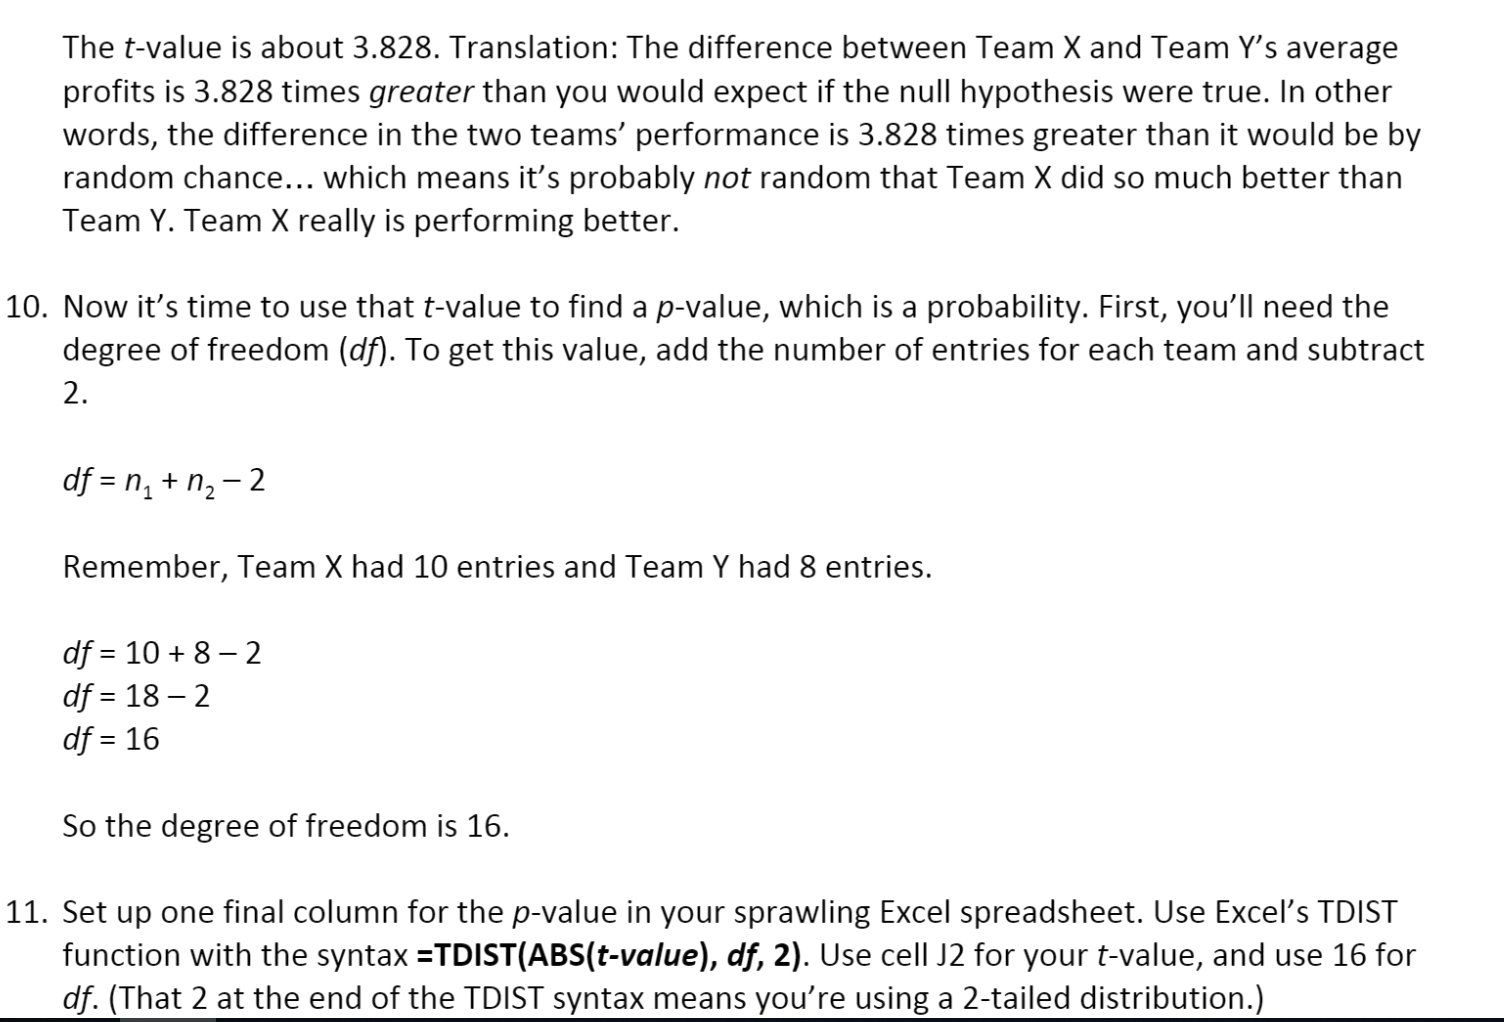 The t-value is about 3.828. Translation: The difference between Team X and Team Y’s average
profits is 3.828 times greater than you would expect if the null hypothesis were true. In other
words, the difference in the two teams’ performance is 3.828 times greater than it would be by
random chance... which means it’s probably not random that Team X did so much better than
Team Y. Team X really is performing better.
10. Now it’s time to use that t-value to find a p-value, which is a probability. First, you’ll need the
degree of freedom (df). To get this value, add the number of entries for each team and subtract
2.
df = n₁ + n₂ – 2
Remember, Team X had 10 entries and Team Y had 8 entries.
df = 10 + 8 – 2
df = 18 – 2
df = 16
So the degree of freedom is 16.
11. Set up one final column for the p-value in your sprawling Excel spreadsheet. Use Excel’s TDIST
function with the syntax =TDIST(ABS(t-value), df, 2). Use cell J2 for your t-value, and use 16 for
df. (That 2 at the end of the TDIST syntax means you’re using a 2-tailed distribution.)